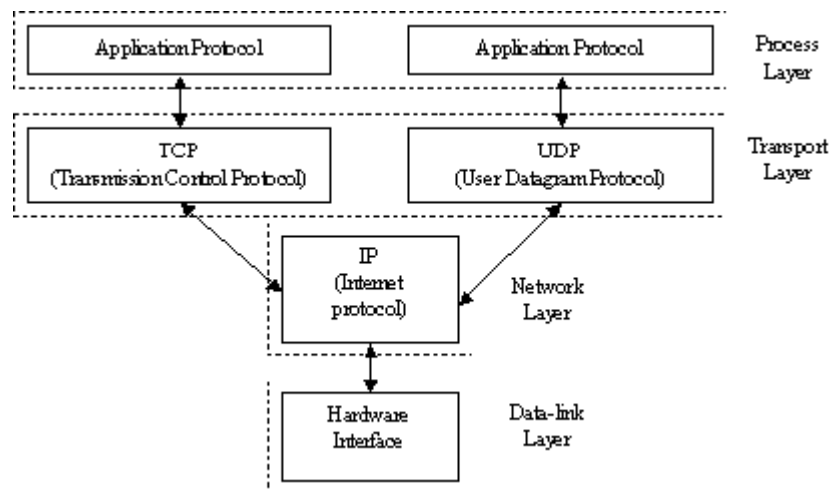 Application Protocol
Application Protocol
Process
Layer
TCP
(Transmission Control Protocol)
UDP
(User Datagram Protocol)
Transport
Layer
IP
(Internet
protocol)
Network
Layer
Hardware
Interface
Data-link
Layer